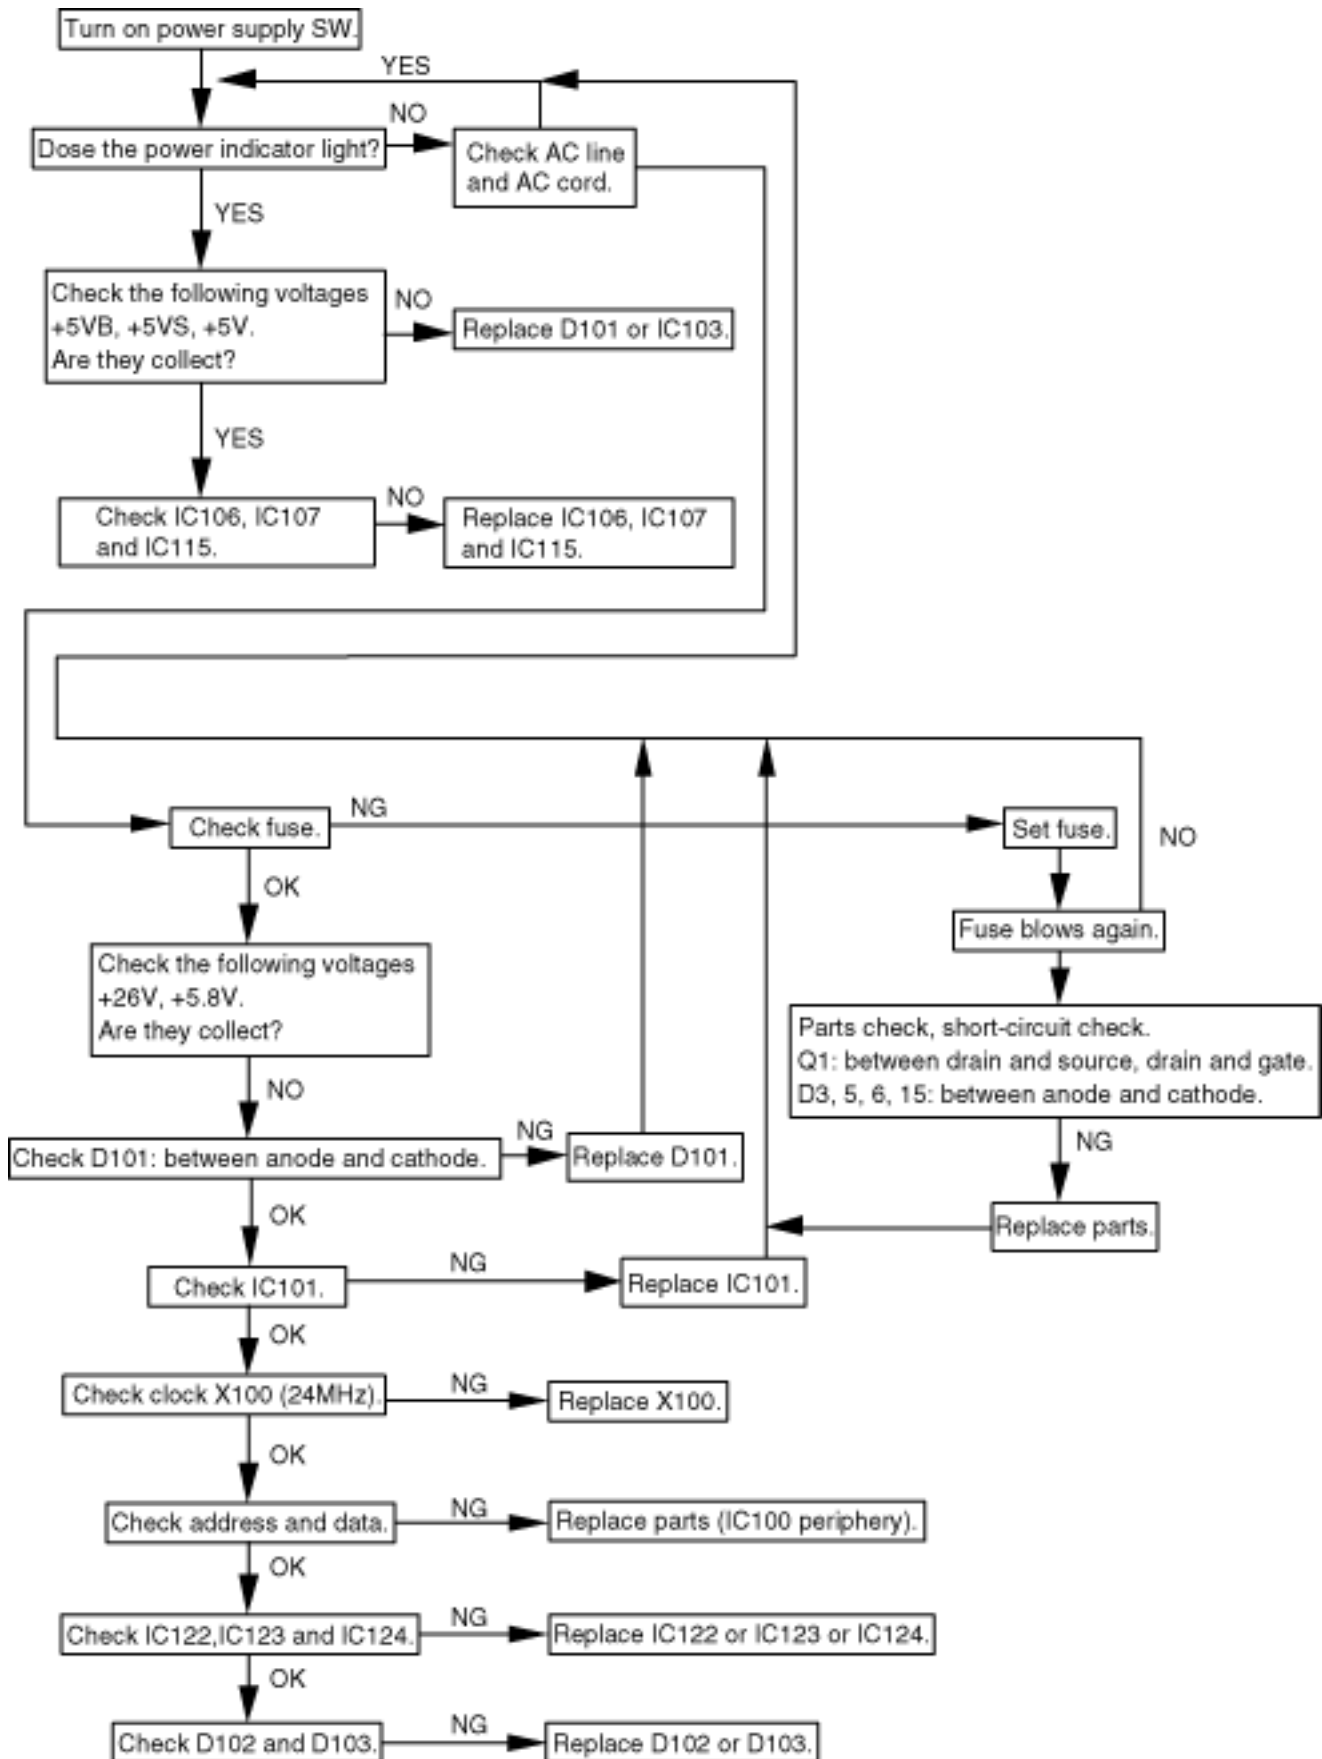 Turn on power supply SW.
YES
NO
Dose the power indicator light?
Check AC line
and AC cord.
YES
Check the following voltages
+5VB, +5VS, +5V.
Are they collect?
NO
Replace D101 or IC103.
YES
Check IC106, IC107
and IC115.
NO
Replace IC106, IC107
and IC115.
Check fuse.
NG
Set fuse.
NO
OK
Fuse blows again.
Check the following voltages
+26V, +5.8V.
Are they collect?
Parts check, short-circuit check.
Q1: between drain and source, drain and gate.
D3, 5, 6, 15: between anode and cathode.
NO
NG
Check D101: between anode and cathode.
NG
Replace D101.
Replace parts.
OK
Check IC101.
NG
Replace IC101.
OK
Check clock X100 (24MHz).
NG
Replace X100.
OK
Check address and data.
NG
Replace parts (IC100 periphery).
OK
Check IC122,IC123 and IC124.
NG
Replace IC122 or IC123 or IC124.
OK
Check D102 and D103.
NG
Replace D102 or D103.